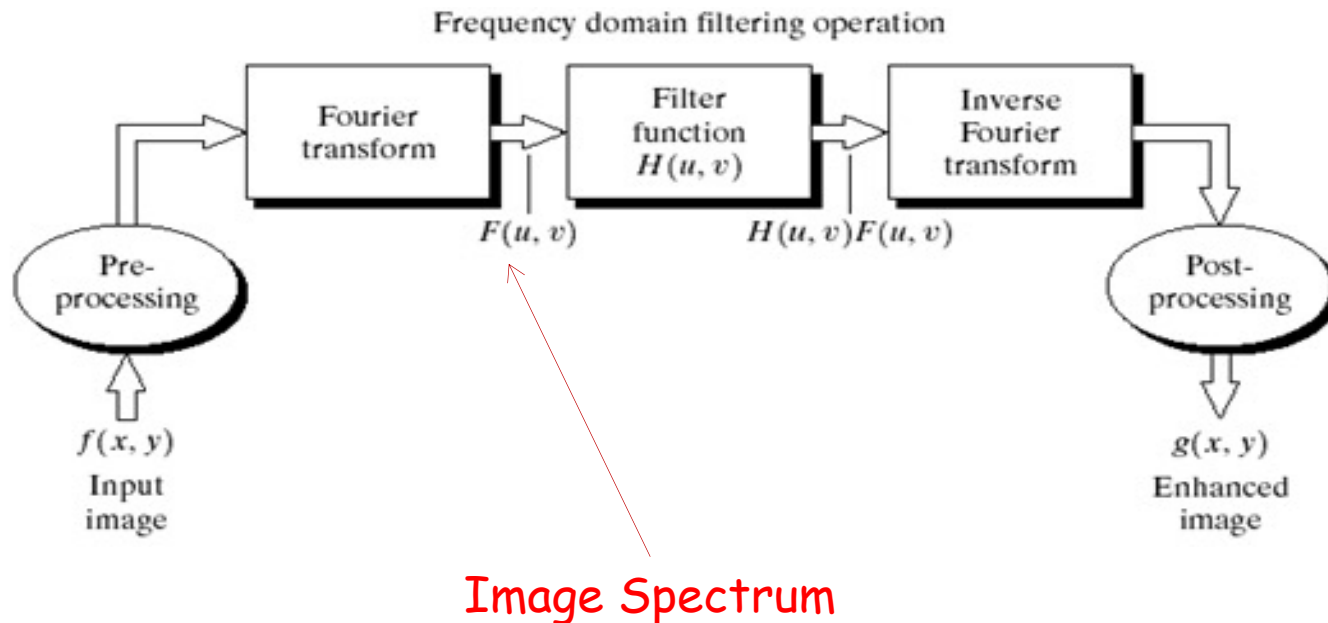 Frequency domain filtering operation
Fourier
transform
Filter
function
H(u, v)
Inverse
Fourier
transform
F(u, v)
H(u, v)F(u, v)
Pre-
processing
Post-
processing
f(x, y)
Input
image
g(x, y)
Enhanced
image
Image Spectrum